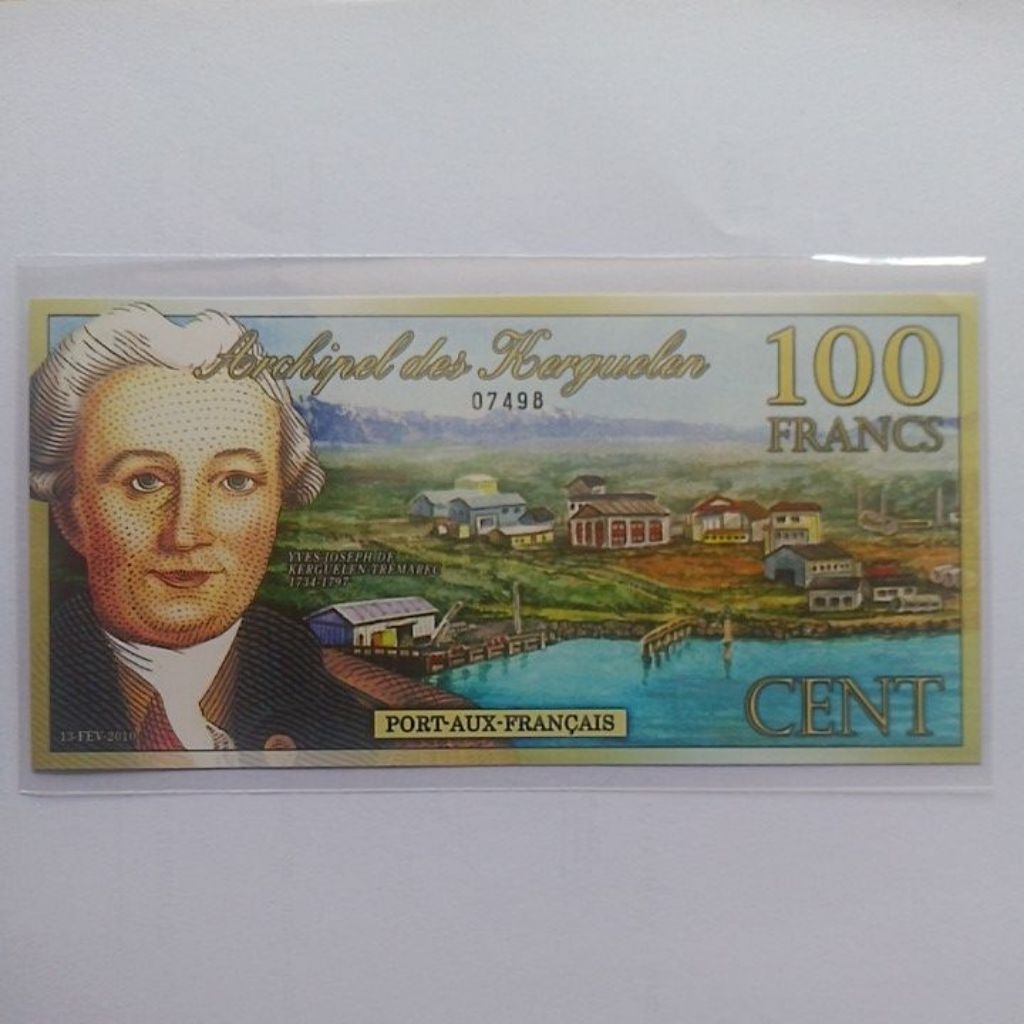 Archipel des Kerguelen
07498
100
FRANCS
YVES-JOSEPH DE
KERGUELEN-TRÉMAREC
1734-1797
PORT-AUX-FRANÇAIS
CENT
13-FEV-2010